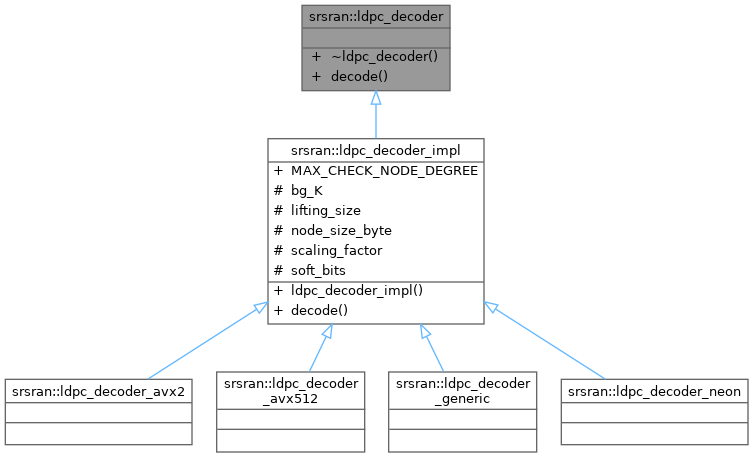 srsran::ldpc_decoder
+ ~ldpc_decoder()
+ decode()
srsran::ldpc_decoder_impl
+ MAX_CHECK_NODE_DEGREE
# bg_K
# lifting_size
# node_size_byte
# scaling_factor
# soft_bits
+ ldpc_decoder_impl()
+ decode()
srsran::ldpc_decoder_avx2
srsran::ldpc_decoder
_avx512
srsran::ldpc_decoder
_generic
srsran::ldpc_decoder_neon